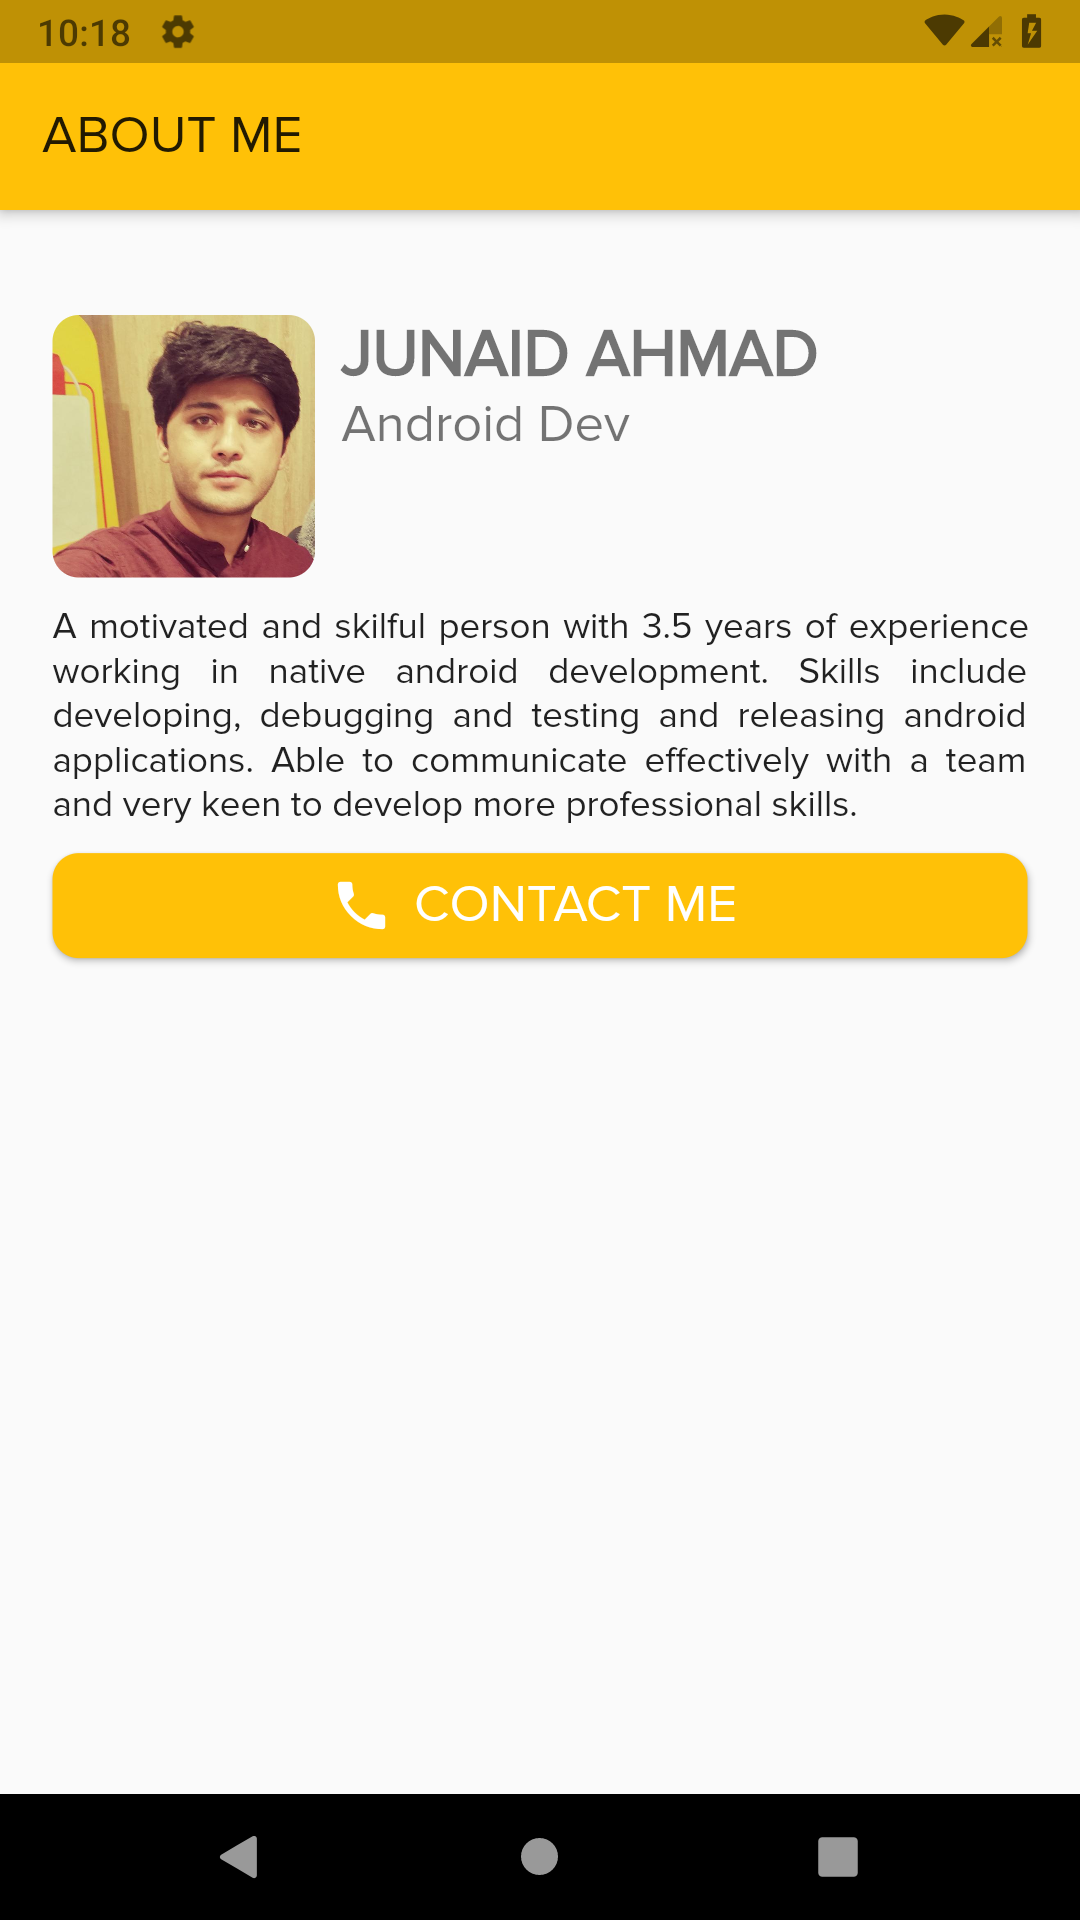 10:18
ABOUT ME
JUNAID AHMAD
Android Dev
A motivated and skilful person with 3.5 years of experience
working in native android development. Skills include
developing, debugging and testing and releasing android
applications. Able to communicate effectively with a team
and very keen to develop more professional skills.
CONTACT ME